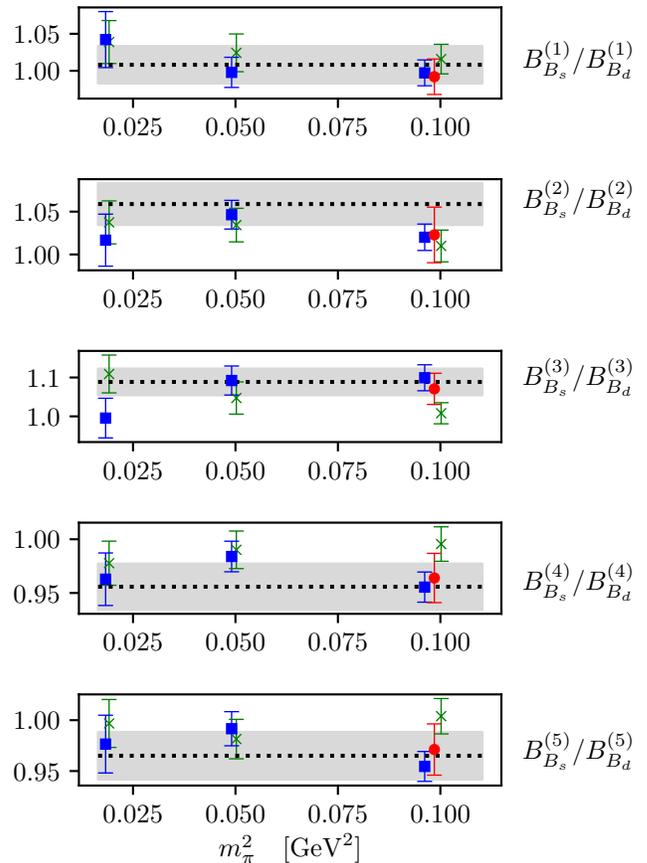 1.05
1.00
0.025 0.050 0.075 0.100
B_{B_s}^{(1)}/B_{B_d}^{(1)}
1.05
1.00
0.025 0.050 0.075 0.100
B_{B_s}^{(2)}/B_{B_d}^{(2)}
1.1
1.0
0.025 0.050 0.075 0.100
B_{B_s}^{(3)}/B_{B_d}^{(3)}
1.00
0.95
0.025 0.050 0.075 0.100
B_{B_s}^{(4)}/B_{B_d}^{(4)}
1.00
0.95
0.025 0.050 0.075 0.100
B_{B_s}^{(5)}/B_{B_d}^{(5)}
m_π^2 [GeV^2]